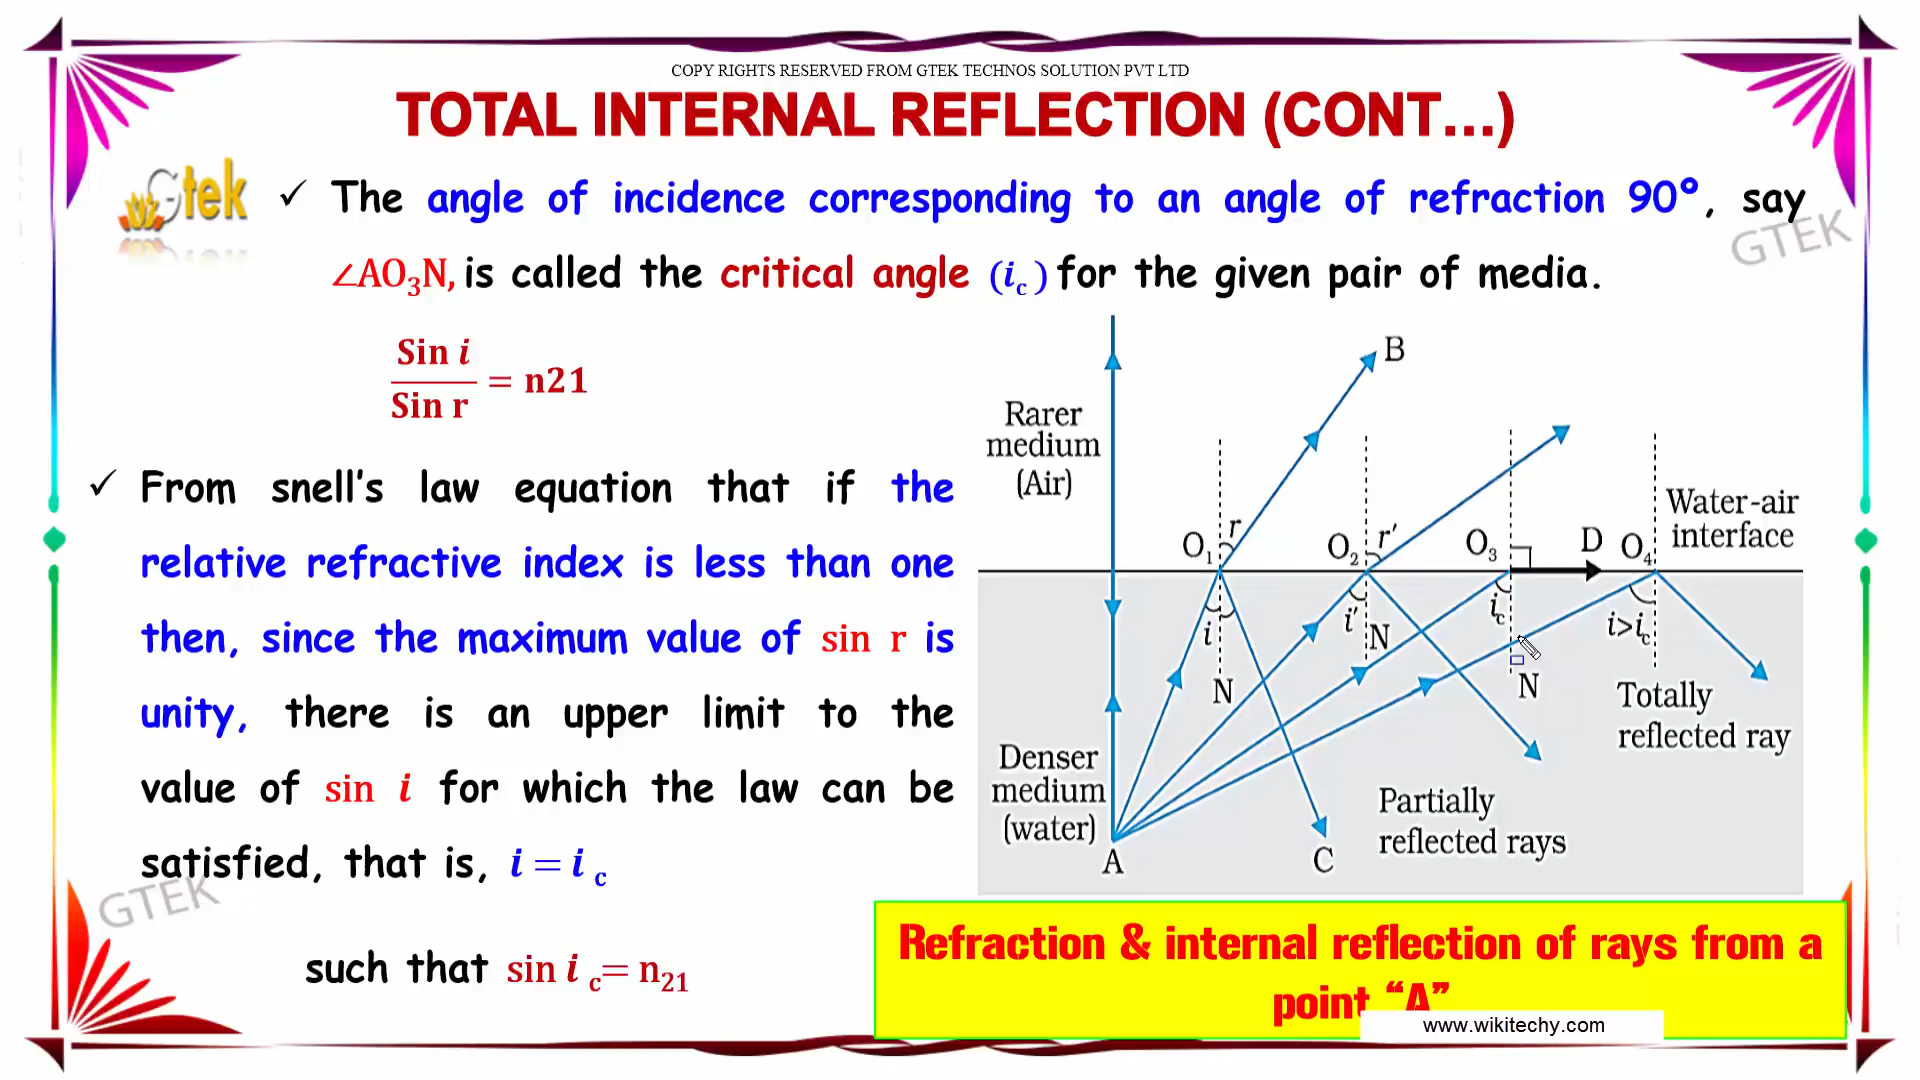 COPY RIGHTS RESERVED FROM GTEK TECHNOS SOLUTION PVT LTD
TOTAL INTERNAL REFLECTION (CONT...)
Gtek
✓ The angle of incidence corresponding to an angle of refraction 90º, say
∠AO₃N, is called the critical angle (i꜀) for the given pair of media.
GTEK
Sin i
Sin r
= n21
✓ From snell's law equation that if the
relative refractive index is less than one
then, since the maximum value of sin r is
unity, there is an upper limit to the
value of sin i for which the law can be
satisfied, that is, i = i c
GTEK
such that sin i c = n₂₁
B
Rarer
medium
(Air)
Water-air
interface
O₁ r
O₂ r′
O₃
D
O₄
i
i′
i꜀
i>i꜀
N
N
N
Totally
reflected ray
Denser
medium
(water)
Partially
reflected rays
A
C
Refraction & internal reflection of rays from a
point “A”
www.wikitechy.com